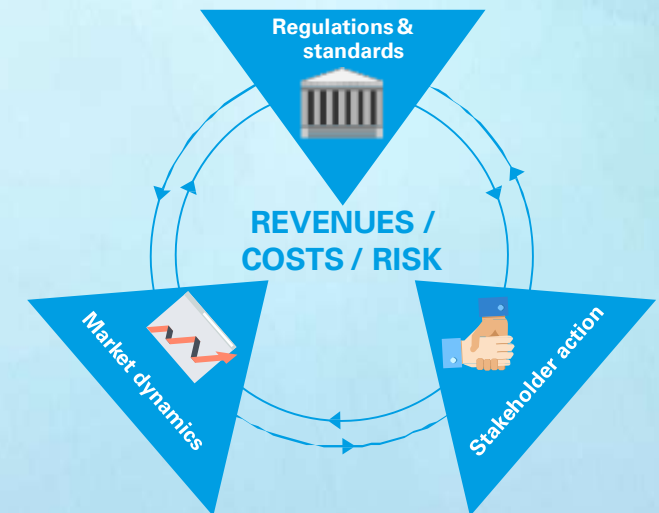 Regulations &
standards
REVENUES /
COSTS / RISK
Market dynamics
Stakeholder action